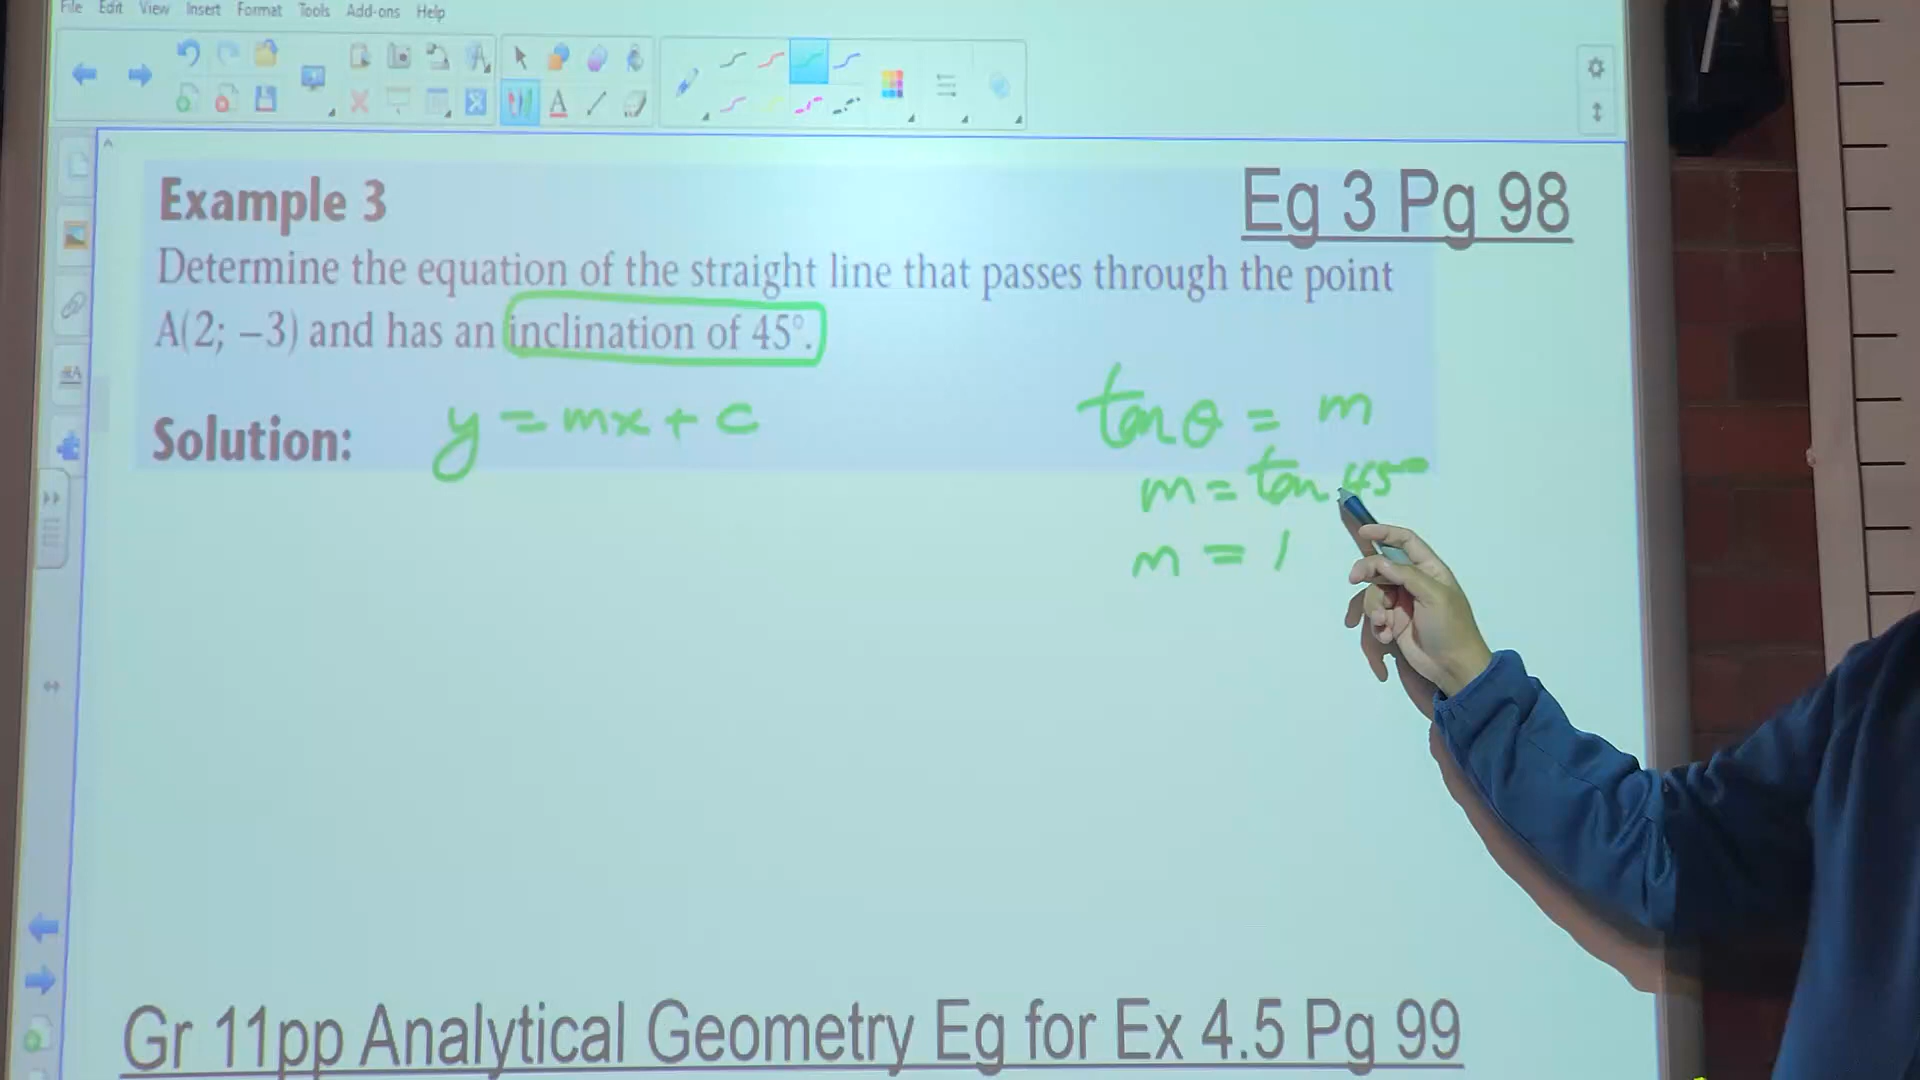 File Edit View Insert Format Tools Add-ons Help
Example 3
Eg 3 Pg 98
Determine the equation of the straight line that passes through the point
A(2; –3) and has an inclination of 45°.
Solution:
y = mx + c
tan θ = m
m = tan 45°
m = 1
Gr 11pp Analytical Geometry Eg for Ex 4.5 Pg 99